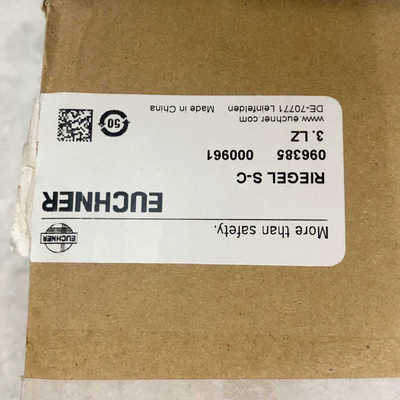 More than safety.
EUCHNER
EUCHNER
RIEGEL S-C
096385 000961
3. LZ
www.euchner.com
DE-70771 Leinfelden Made in China
50